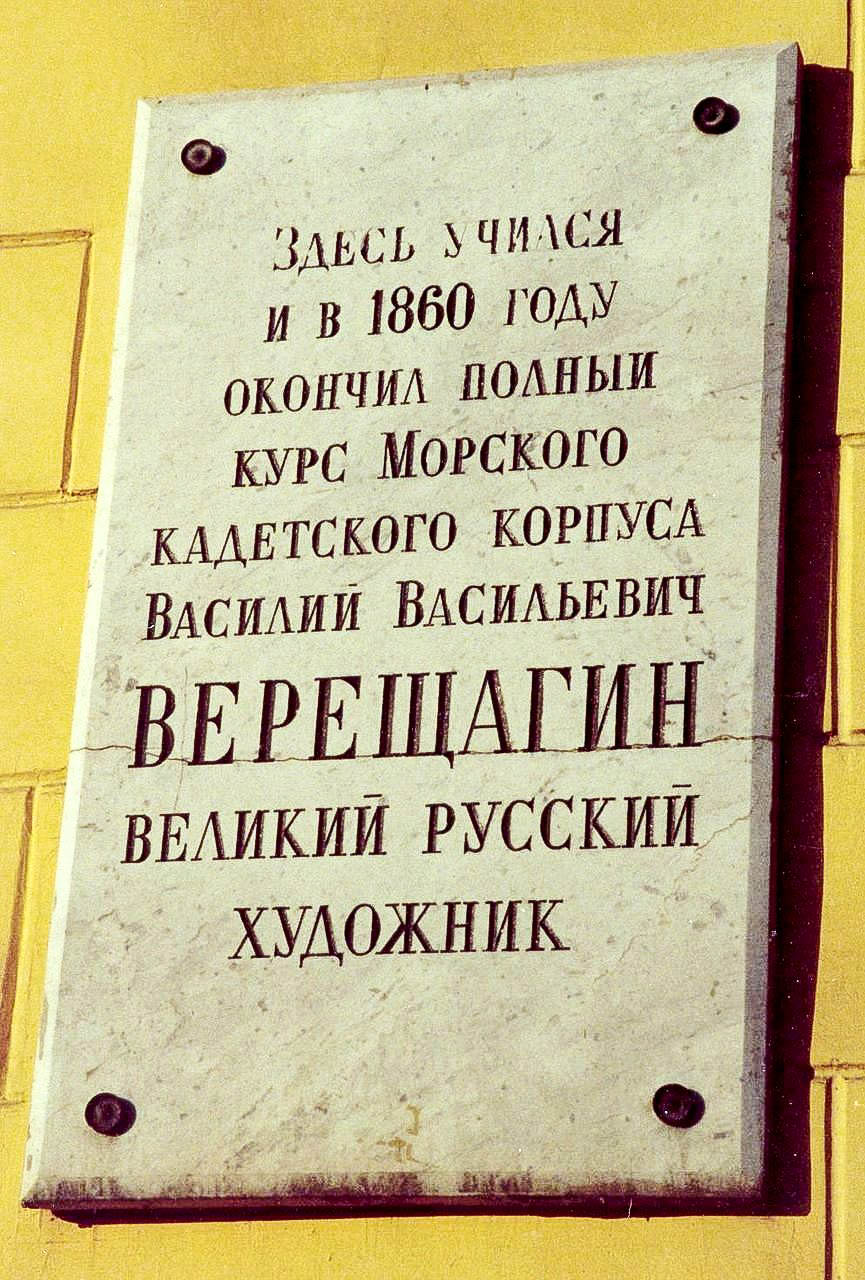 Здесь учился
и в 1860 году
окончил полный
курс Морского
кадетского корпуса
Василий Васильевич
ВЕРЕЩАГИН
великий русский
художник